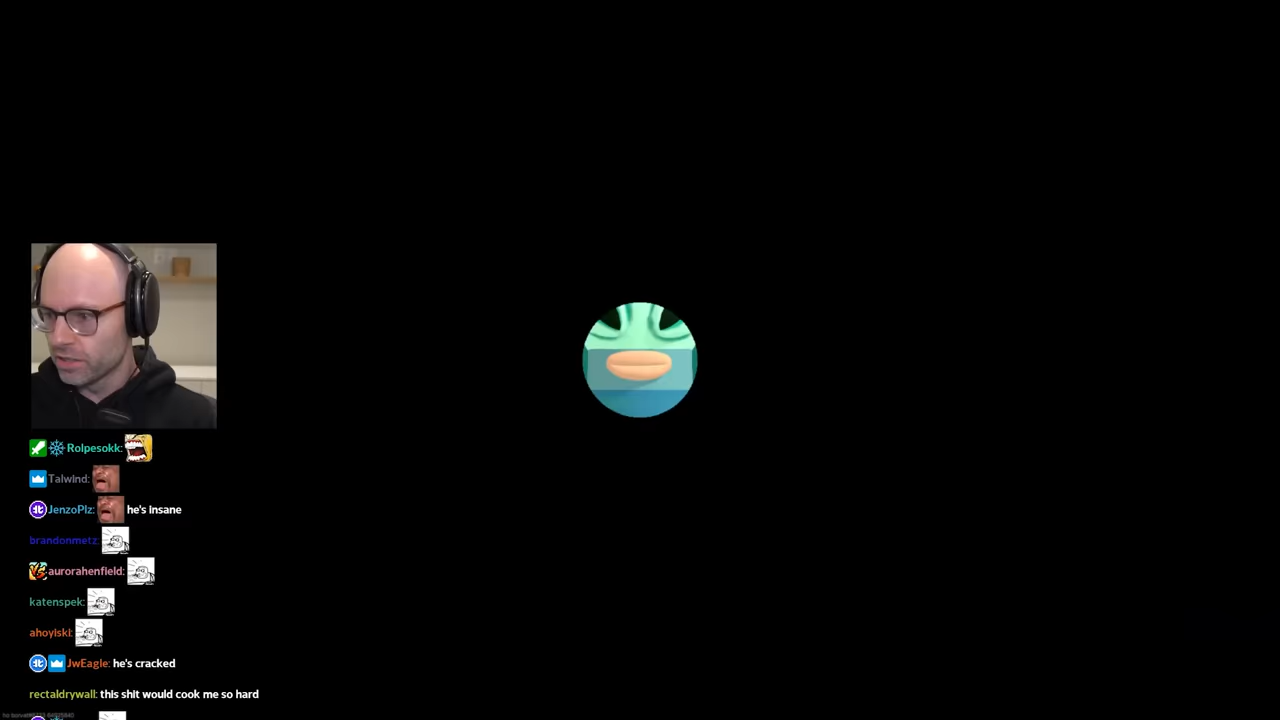 Rolpesokk:
Talwind:
JenzoPlz: he's insane
brandonmetz:
aurorahenfield:
katenspek:
ahoylski:
JwEagle: he's cracked
rectaldrywall: this shit would cook me so hard